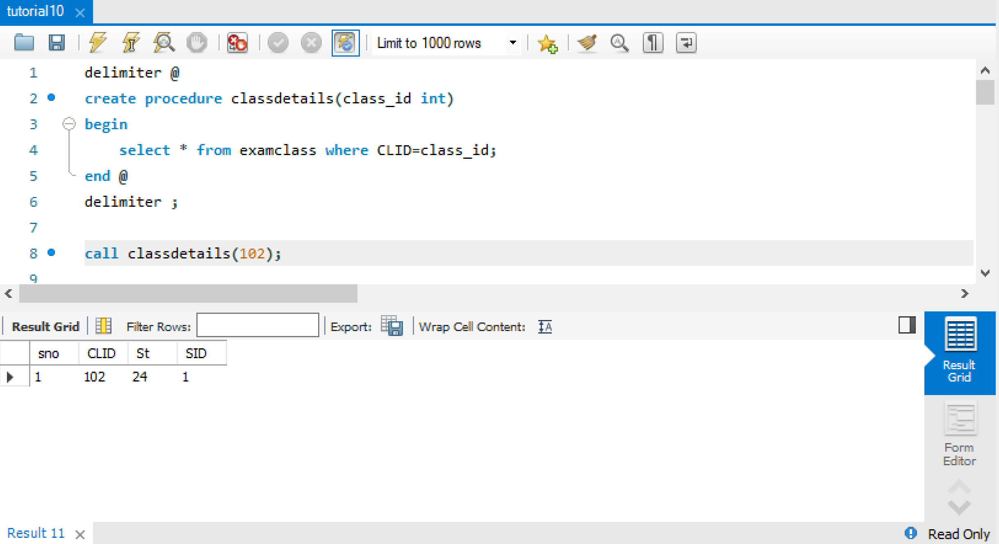 tutorial10
Limit to 1000 rows
1 delimiter @
2 create procedure classdetails(class_id int)
3 begin
4 select * from examclass where CLID=class_id;
5 end @
6 delimiter ;
7
8 call classdetails(102);
9
Result Grid Filter Rows: Export: Wrap Cell Content:
sno CLID St SID
1 102 24 1
Result
Grid
Form
Editor
Result 11 Read Only